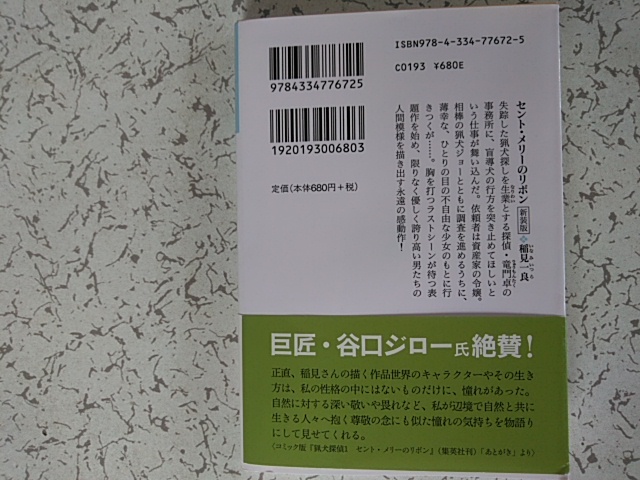 ISBN978-4-334-77672-5
C0193 ¥680E
9784334776725
1920193006803
定価(本体680円+税)
セント・メリーのリボン 新装版 稲見一良
いなみ いつら
失踪した猟犬探しを生業とする探偵・竜門卓の
なりわい りゅうもんたく
事務所に、盲導犬の行方を突き止めてほしいと
いう仕事が舞い込んだ。依頼者は資産家の令嬢。
相棒の猟犬ジョーとともに調査を進めるうちに、
薄幸な、ひとりの目の不自由な少女のもとに行
きつくが……。胸を打つラストシーンが待つ表
題作を始め、限りなく優しく誇り高い男たちの
人間模様を描き出す永遠の感動作!
巨匠・谷口ジロー氏絶賛!
正直、稲見さんの描く作品世界のキャラクターやその生き
方は、私の性格の中にはないものだけに、憧れがあった。
自然に対する深い敬いや畏れなど、私が辺境で自然と共に
生きる人々へ抱く尊敬の念にも似た憧れの気持ちを物語り
にして見せてくれる。
(コミック版『猟犬探偵1 セント・メリーのリボン』(集英社刊)「あとがき」より)